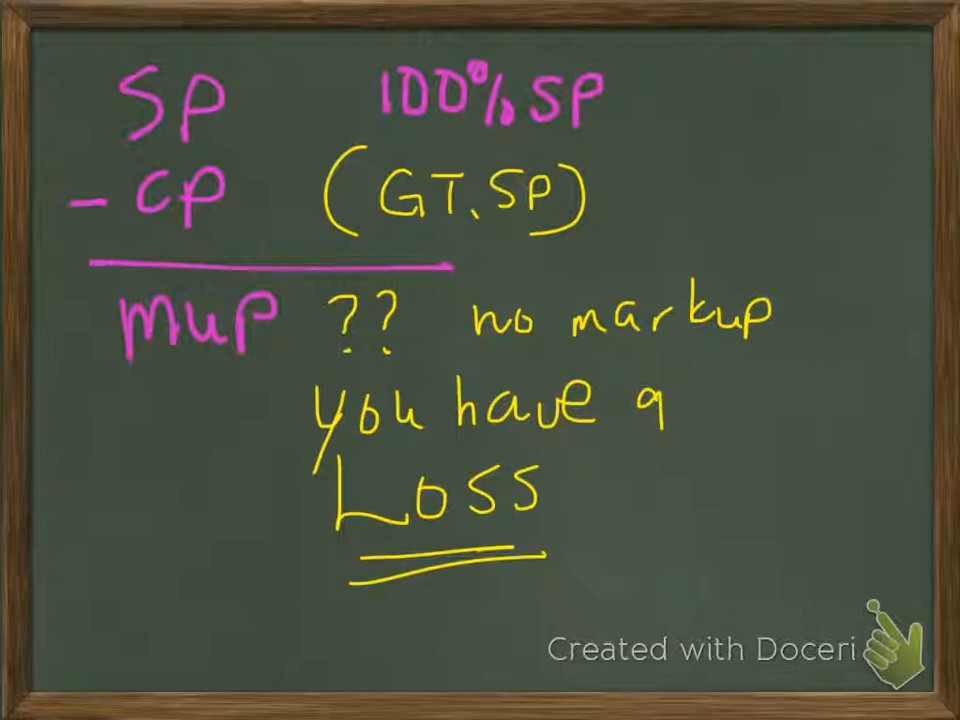 SP 100% SP
- CP (GT. SP)
mup ?? no markup
you have a
Loss
Created with Doceri